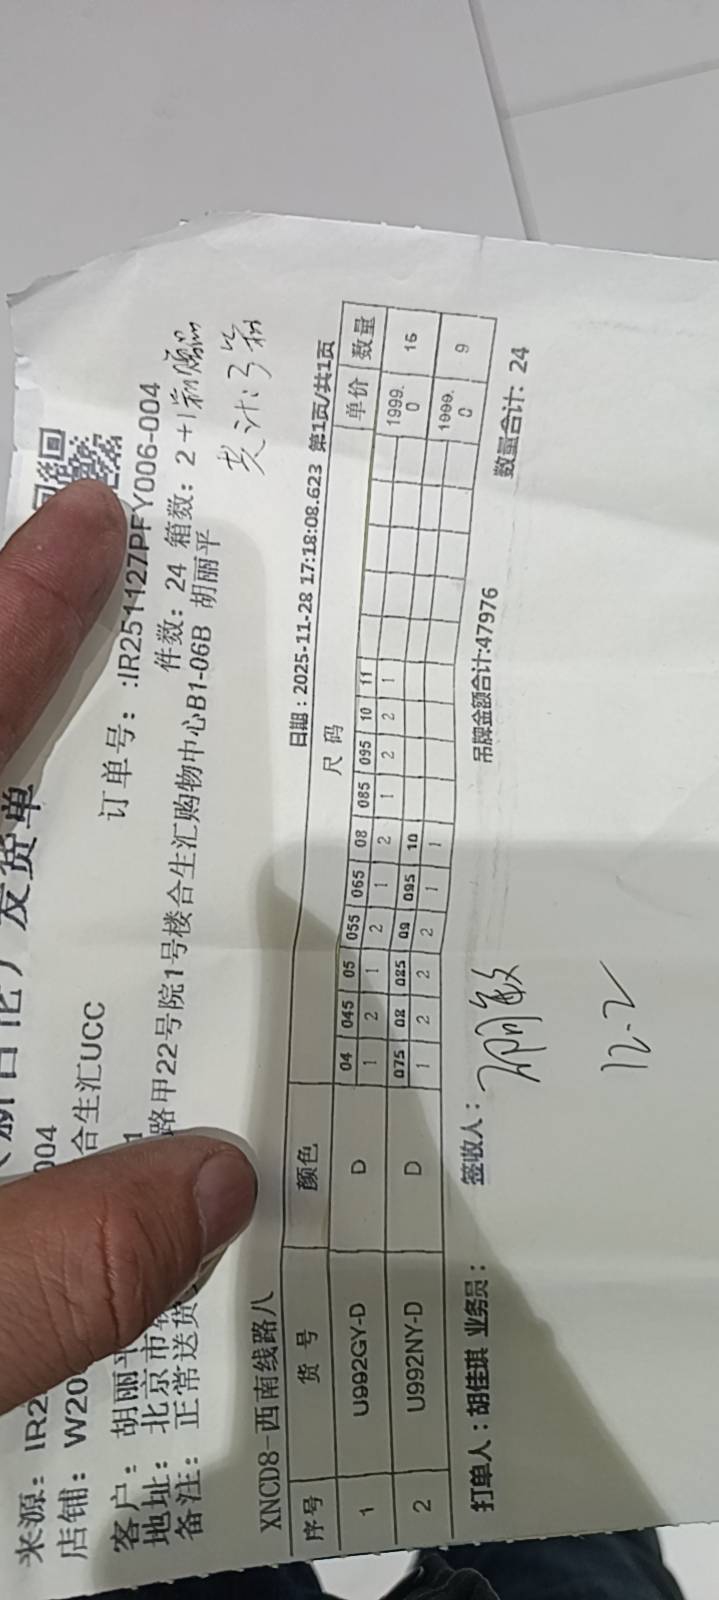 新百伦) 发货单
来源: IR2 004 订单号: :IR251127PFY006-004
店铺: W20 合生汇UCC 件数: 24 箱数: 2 +1
客户: 胡丽平 共计:3箱
地址: 北京市 路甲22号院1号楼合生汇购物中心B1-06B 胡丽平
备注: 正常送货
XNCD8-西南线路八 日期: 2025-11-28 17:18:08.623 第1页/共1页
序号 货号 颜色 尺码 单价 数量
04 045 05 055 065 08 085 095 10 11
1 U992GY-D D 1 2 1 2 1 2 1 2 2 1 1999.0 15
075 08 085 09 095 10
2 U992NY-D D 1 2 2 2 1 1 1999.0 9
打单人: 胡佳琪 业务员: 签收人: 吊牌金额合计:47976 数量合计: 24
12.2